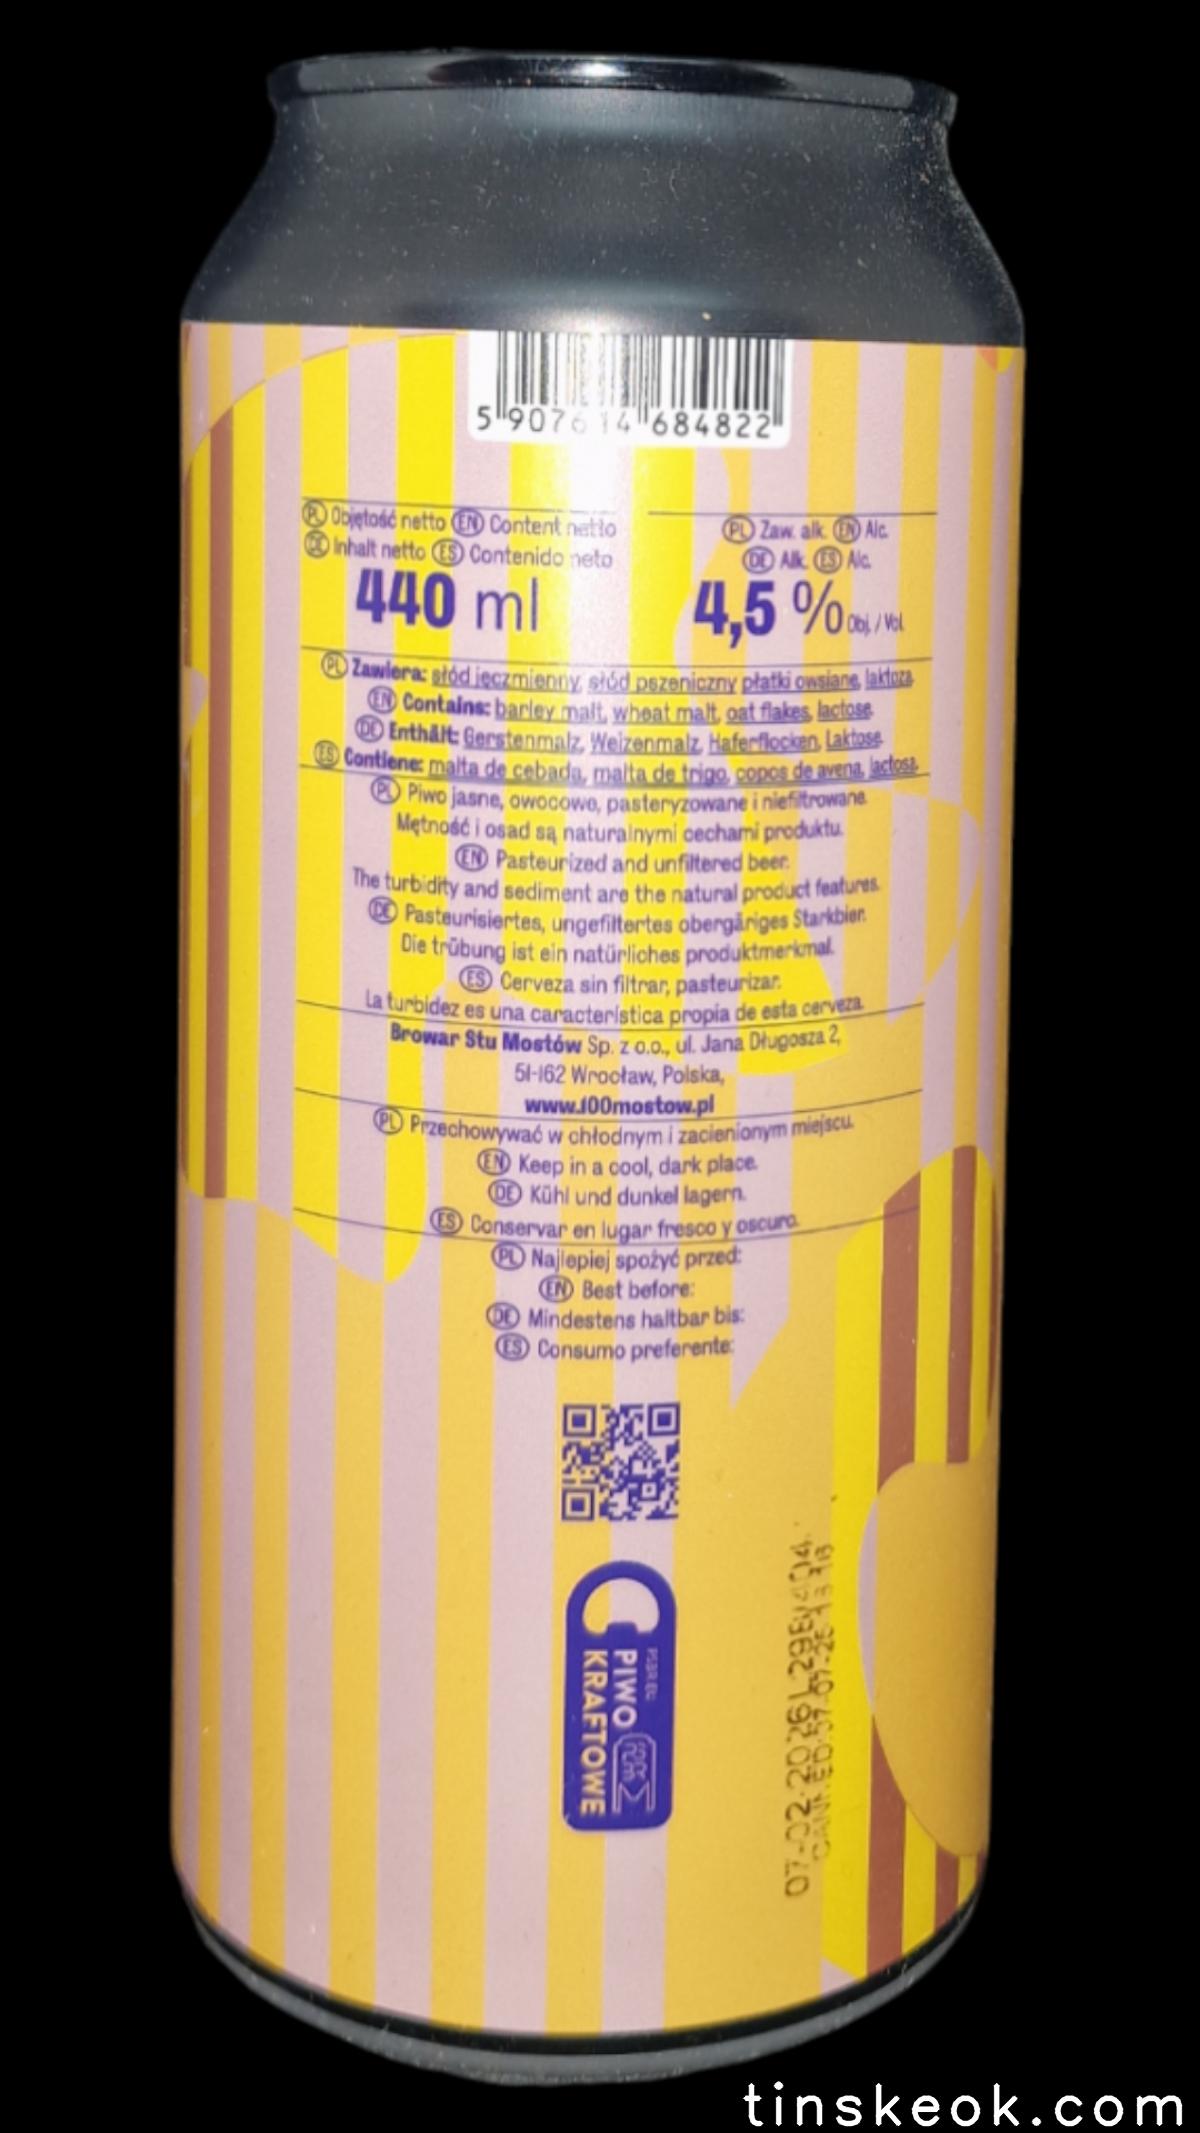 5 907614 684822
PL Objętość netto EN Content netto
DE Inhalt netto ES Contenido neto
440 ml
PL Zaw. alk. EN Alc.
DE Alk. ES Alc.
4,5 % Obj. / Vol.
PL Zawiera: słód jęczmienny, słód pszeniczny płatki owsiane, laktoza.
EN Contains: barley malt, wheat malt, oat flakes, lactose.
DE Enthält: Gerstenmalz, Weizenmalz, Haferflocken, Laktose.
ES Contiene: malta de cebada, malta de trigo, copos de avena, lactosa.
PL Piwo jasne, owocowe, pasteryzowane i niefiltrowane.
Mętność i osad są naturalnymi cechami produktu.
EN Pasteurized and unfiltered beer.
The turbidity and sediment are the natural product features.
DE Pasteurisiertes, ungefiltertes obergäriges Starkbier.
Die trübung ist ein natürliches produktmerkmal.
ES Cerveza sin filtrar, pasteurizar.
La turbidez es una característica propia de esta cerveza.
Browar Stu Mostów Sp. z o.o., ul. Jana Długosza 2,
51-162 Wrocław, Polska,
www.100mostow.pl
PL Przechowywać w chłodnym i zacienionym miejscu.
EN Keep in a cool, dark place.
DE Kühl und dunkel lagern.
ES Conservar en lugar fresco y oscuro.
PL Najlepiej spożyć przed:
EN Best before:
DE Mindestens haltbar bis:
ES Consumo preferente:
PIWO
KRAFTOWE
07-02-2026
CANNED:
tinskeok.com